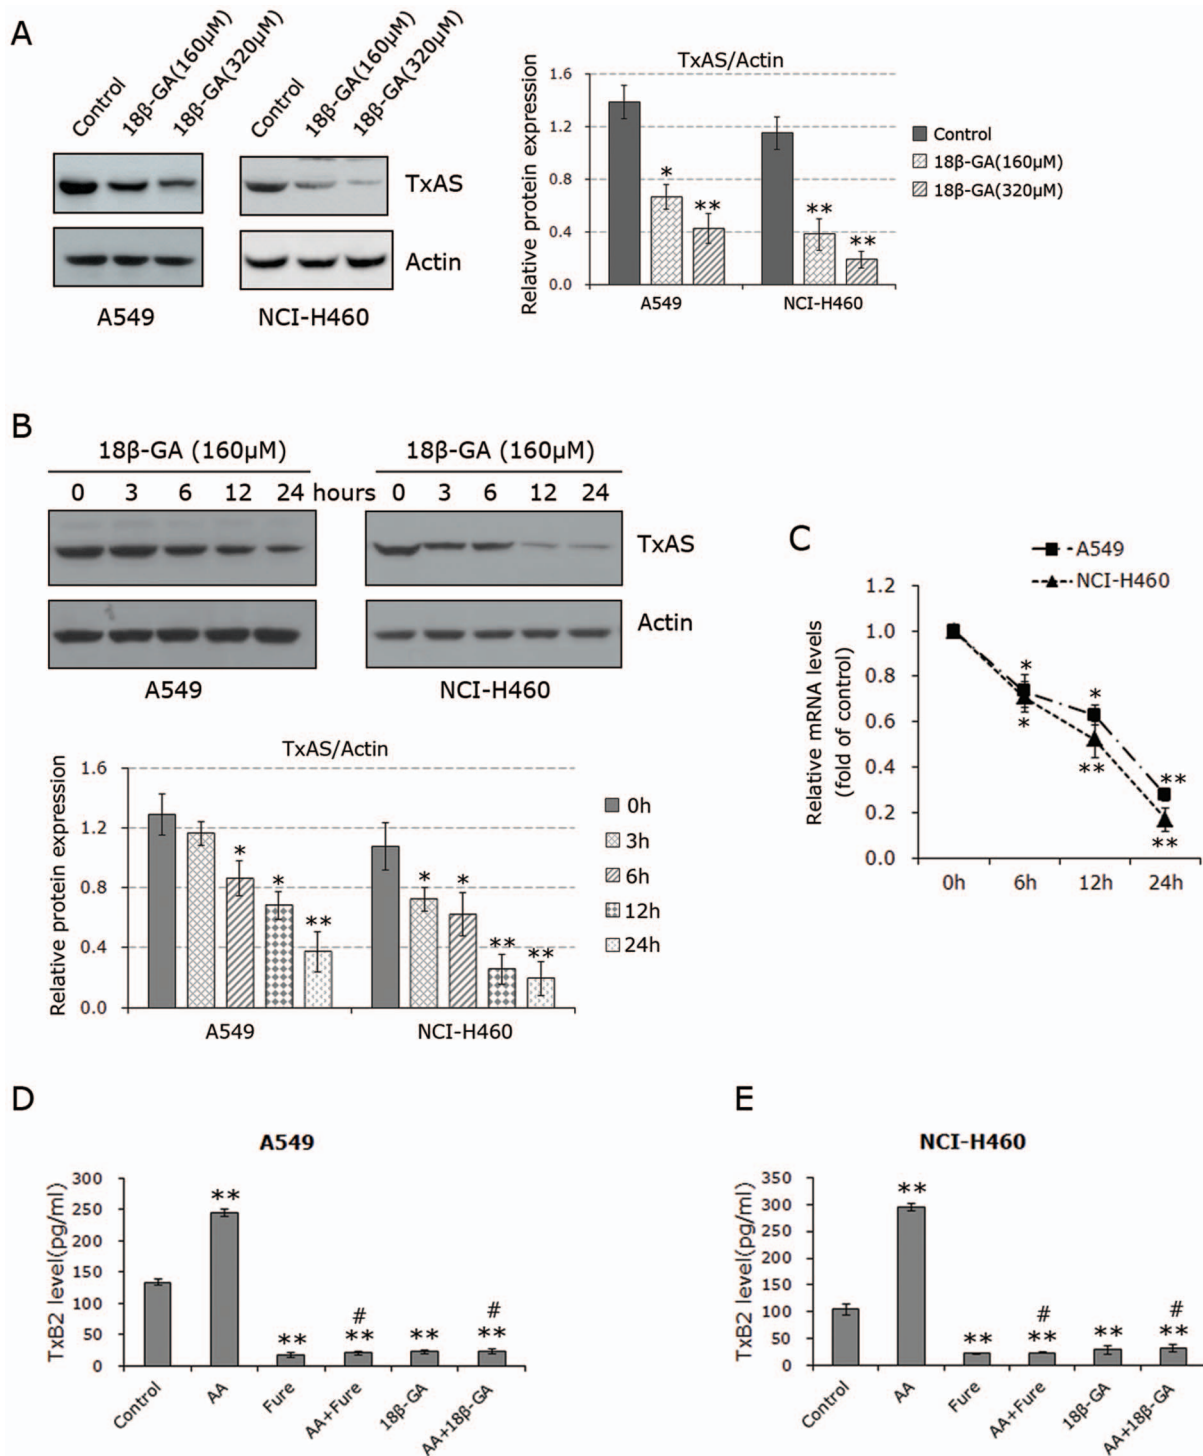 A
Control
18β-GA(160μM)
18β-GA(320μM)
Control
18β-GA(160μM)
18β-GA(320μM)
TxAS
Actin
A549
NCI-H460
TxAS/Actin
Relative protein expression
1.6
1.2
0.8
0.4
0.0
*
**
**
**
A549
NCI-H460
Control
18β-GA(160μM)
18β-GA(320μM)
B
18β-GA (160μM)
18β-GA (160μM)
0 3 6 12 24 hours 0 3 6 12 24
TxAS
Actin
A549
NCI-H460
TxAS/Actin
Relative protein expression
1.6
1.2
0.8
0.4
0.0
*
*
**
*
*
**
**
A549
NCI-H460
0h
3h
6h
12h
24h
C
A549
NCI-H460
Relative mRNA levels
(fold of control)
1.2
1.0
0.8
0.6
0.4
0.2
0.0
*
*
*
**
**
**
0h 6h 12h 24h
D
A549
TxB2 level(pg/ml)
300
250
200
150
100
50
0
**
**
#
**
**
#
**
Control
AA
Fure
AA+Fure
18β-GA
AA+18β-GA
E
NCI-H460
TxB2 level(pg/ml)
350
300
250
200
150
100
50
0
**
**
#
**
**
#
**
Control
AA
Fure
AA+Fure
18β-GA
AA+18β-GA